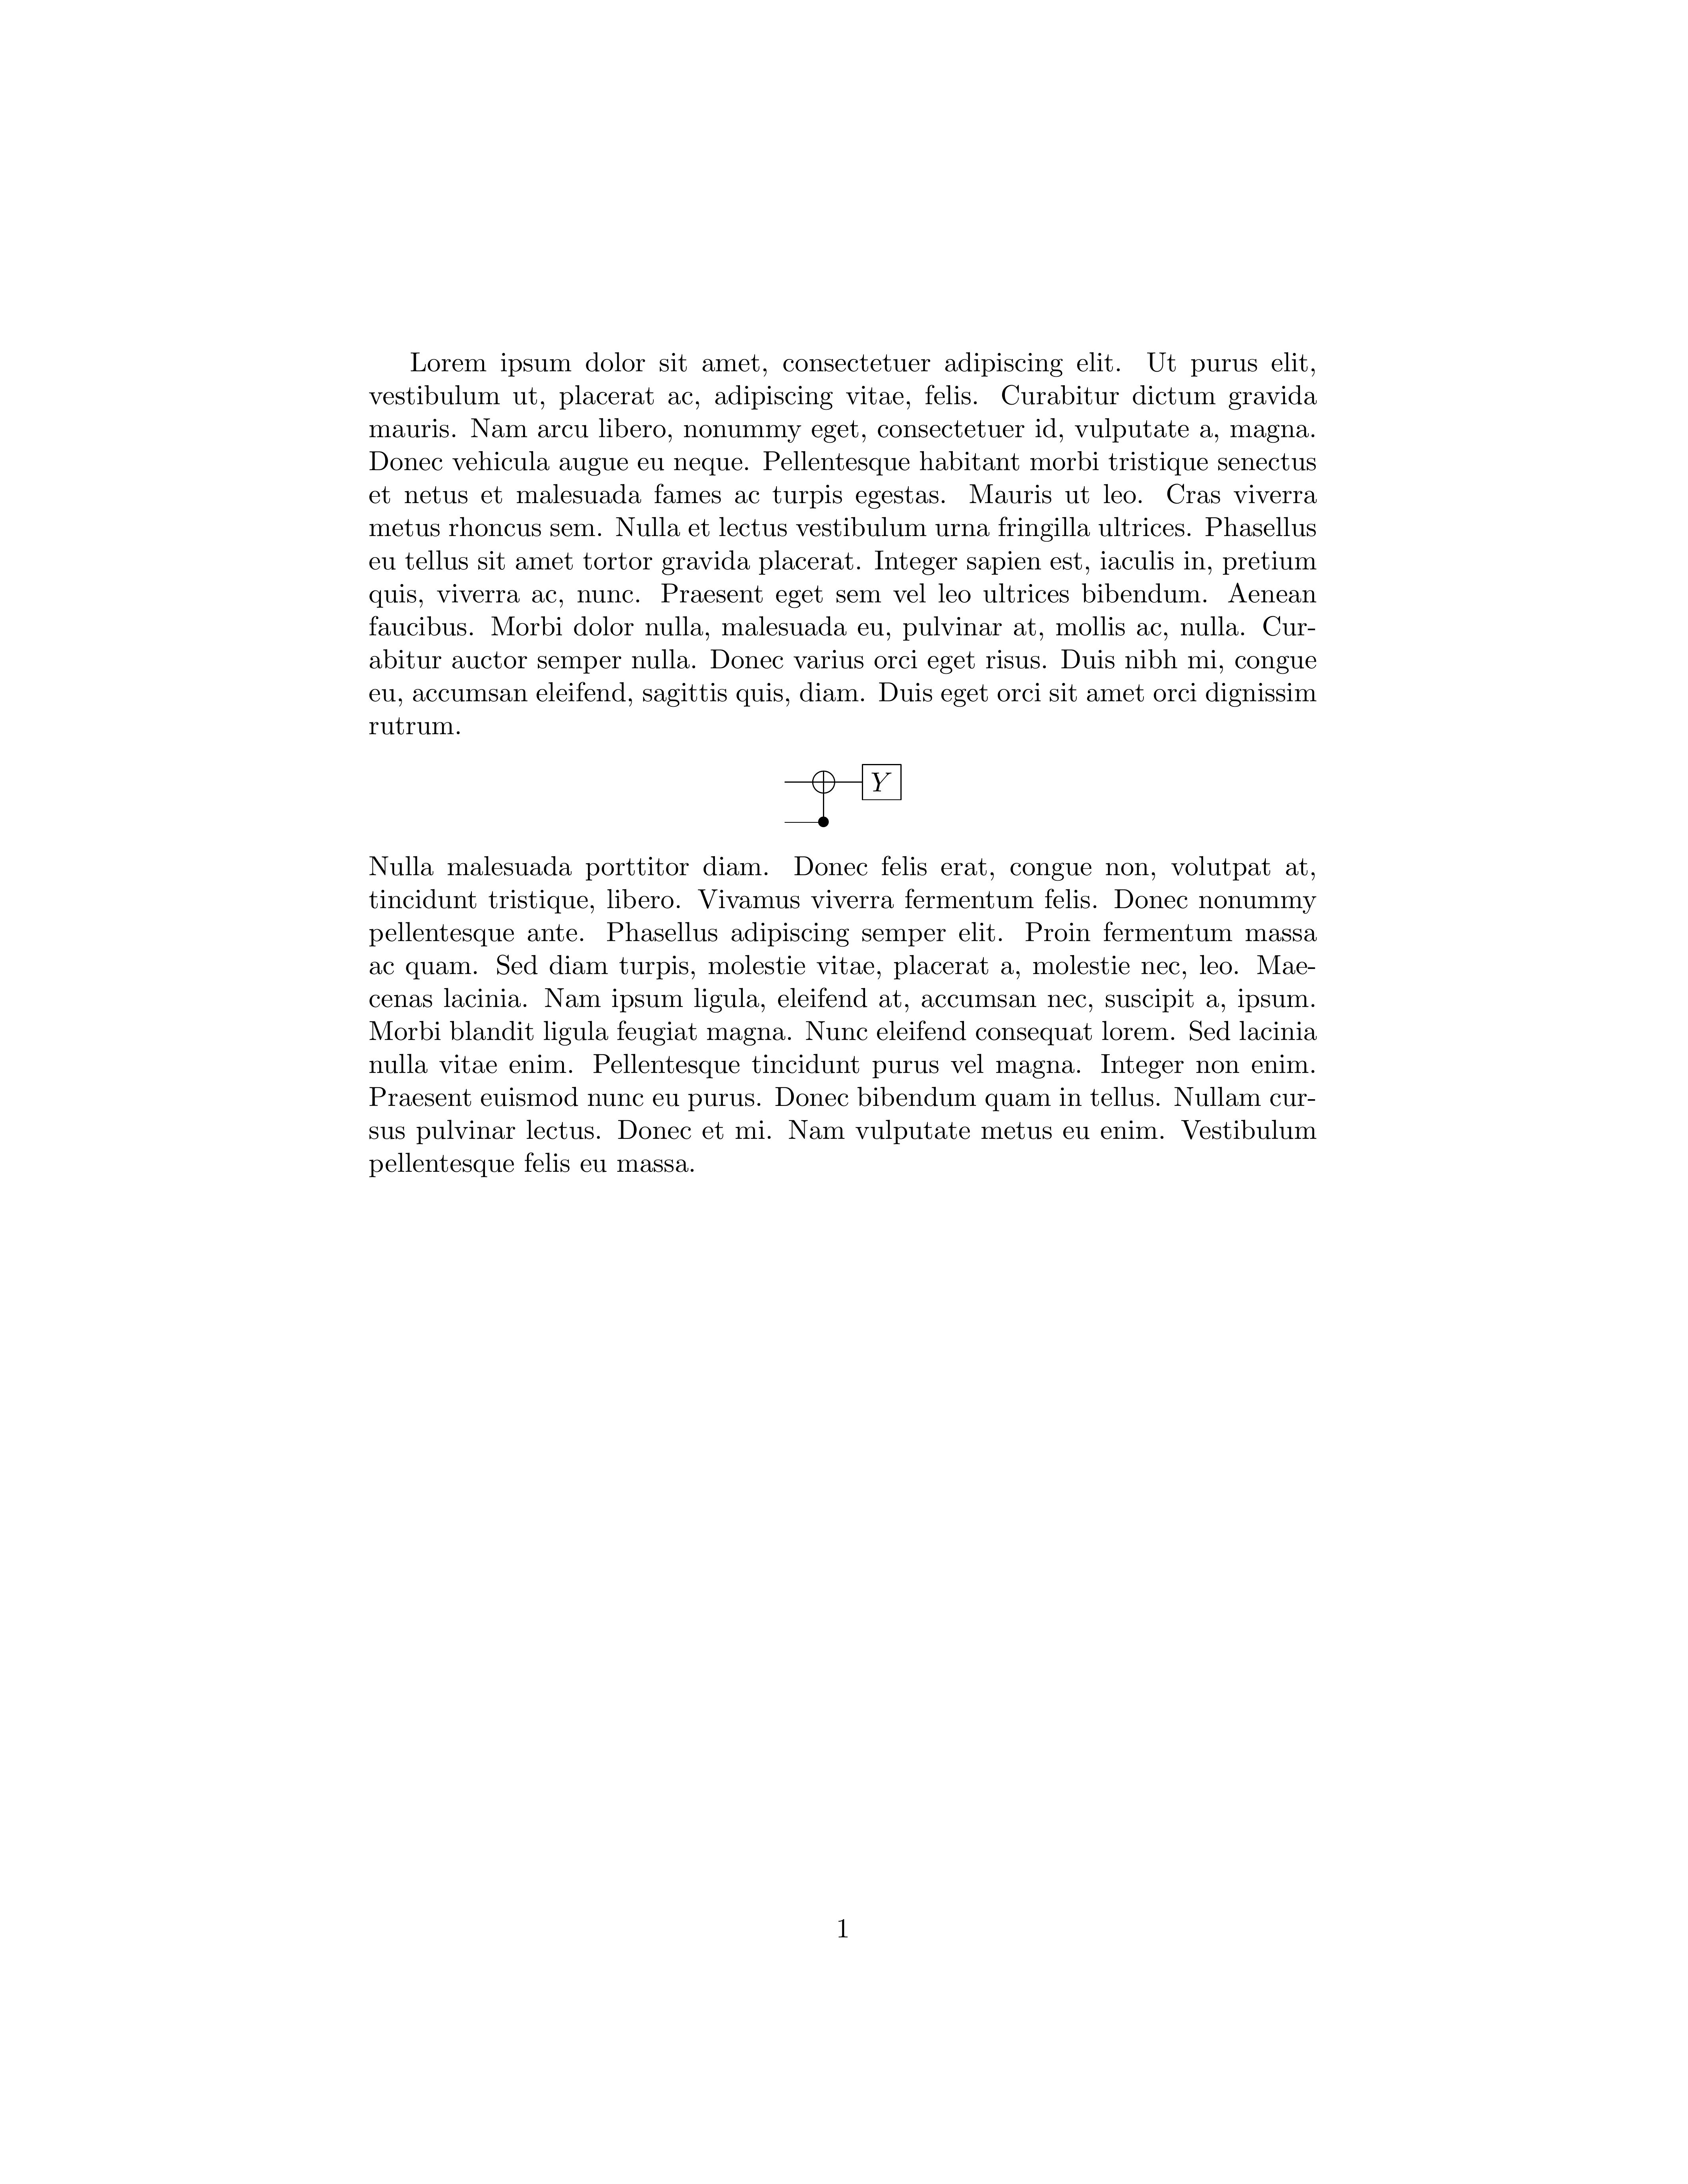 Lorem ipsum dolor sit amet, consectetuer adipiscing elit. Ut purus elit,
vestibulum ut, placerat ac, adipiscing vitae, felis. Curabitur dictum gravida
mauris. Nam arcu libero, nonummy eget, consectetuer id, vulputate a, magna.
Donec vehicula augue eu neque. Pellentesque habitant morbi tristique senectus
et netus et malesuada fames ac turpis egestas. Mauris ut leo. Cras viverra
metus rhoncus sem. Nulla et lectus vestibulum urna fringilla ultrices. Phasellus
eu tellus sit amet tortor gravida placerat. Integer sapien est, iaculis in, pretium
quis, viverra ac, nunc. Praesent eget sem vel leo ultrices bibendum. Aenean
faucibus. Morbi dolor nulla, malesuada eu, pulvinar at, mollis ac, nulla. Cur-
abitur auctor semper nulla. Donec varius orci eget risus. Duis nibh mi, congue
eu, accumsan eleifend, sagittis quis, diam. Duis eget orci sit amet orci dignissim
rutrum.
Y
Nulla malesuada porttitor diam. Donec felis erat, congue non, volutpat at,
tincidunt tristique, libero. Vivamus viverra fermentum felis. Donec nonummy
pellentesque ante. Phasellus adipiscing semper elit. Proin fermentum massa
ac quam. Sed diam turpis, molestie vitae, placerat a, molestie nec, leo. Mae-
cenas lacinia. Nam ipsum ligula, eleifend at, accumsan nec, suscipit a, ipsum.
Morbi blandit ligula feugiat magna. Nunc eleifend consequat lorem. Sed lacinia
nulla vitae enim. Pellentesque tincidunt purus vel magna. Integer non enim.
Praesent euismod nunc eu purus. Donec bibendum quam in tellus. Nullam cur-
sus pulvinar lectus. Donec et mi. Nam vulputate metus eu enim. Vestibulum
pellentesque felis eu massa.
1